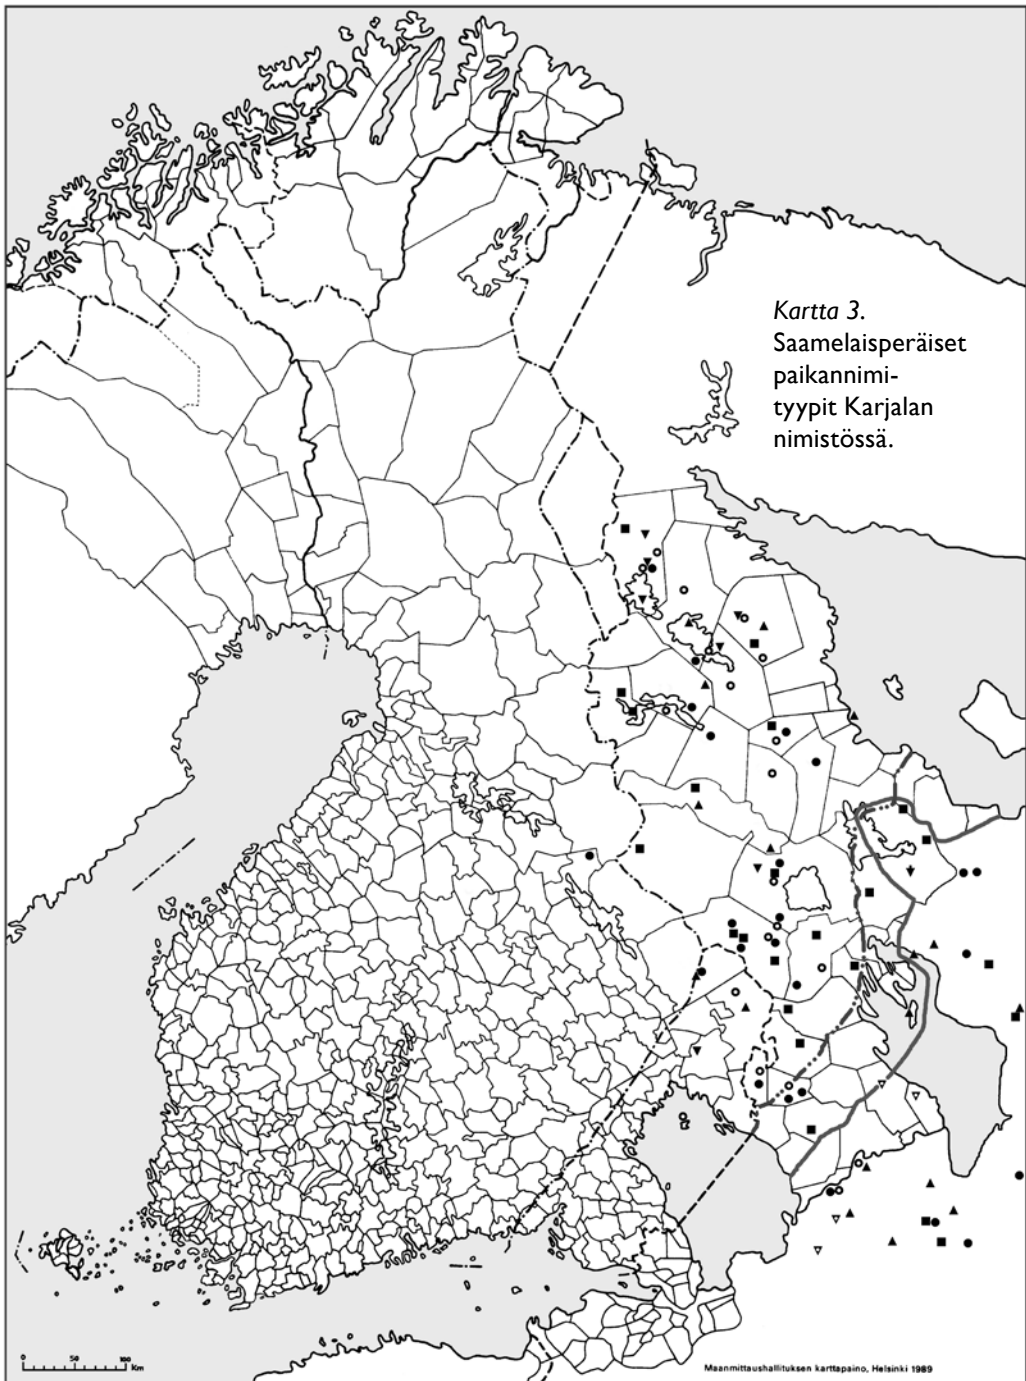 Kartta 3.
Saamelaisperäiset
paikannimi-
tyypit Karjalan
nimistössä.
0 50 100
Km
Maanmittaushallituksen karttapaino, Helsinki 1989